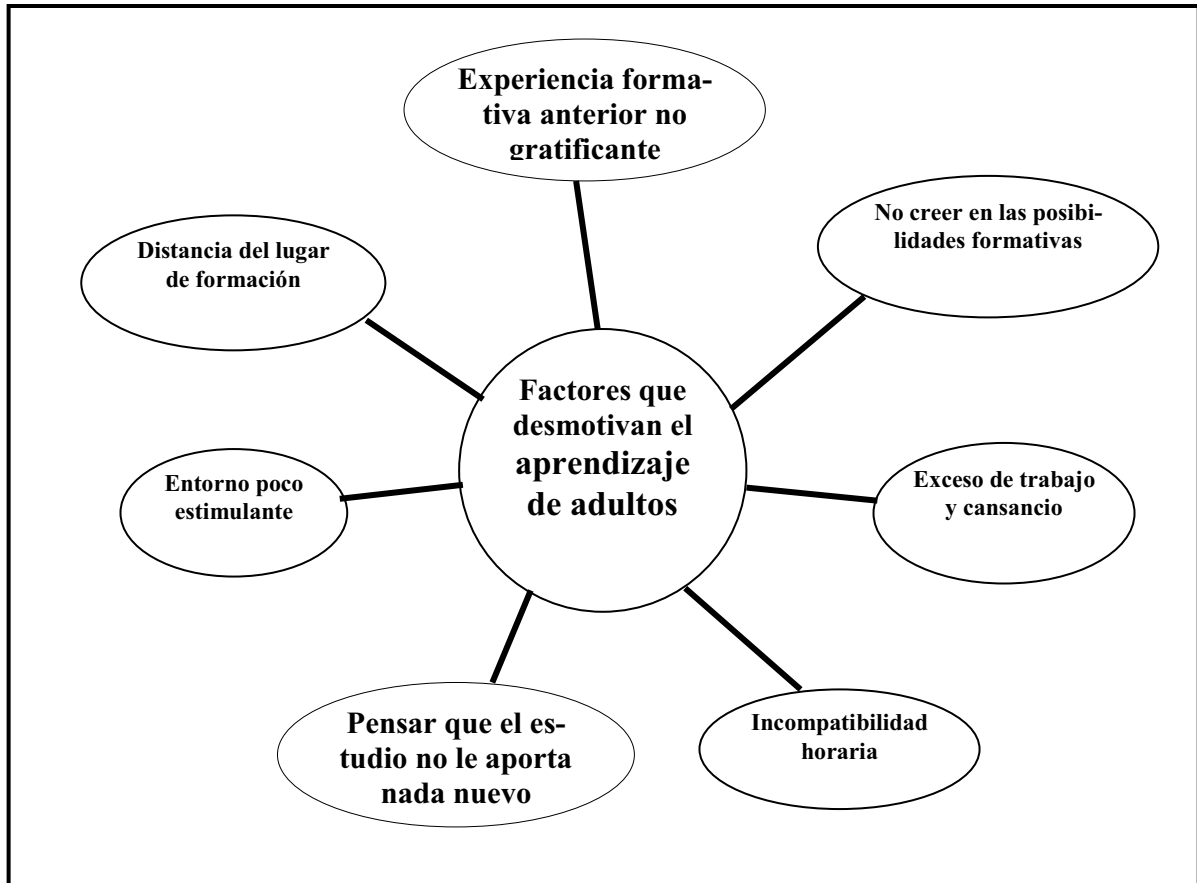 Experiencia forma-
tiva anterior no
gratificante
No creer en las posibi-
lidades formativas
Distancia del lugar
de formación
Factores que
desmotivan el
aprendizaje
de adultos
Entorno poco
estimulante
Exceso de trabajo
y cansancio
Pensar que el es-
tudio no le aporta
nada nuevo
Incompatibilidad
horaria